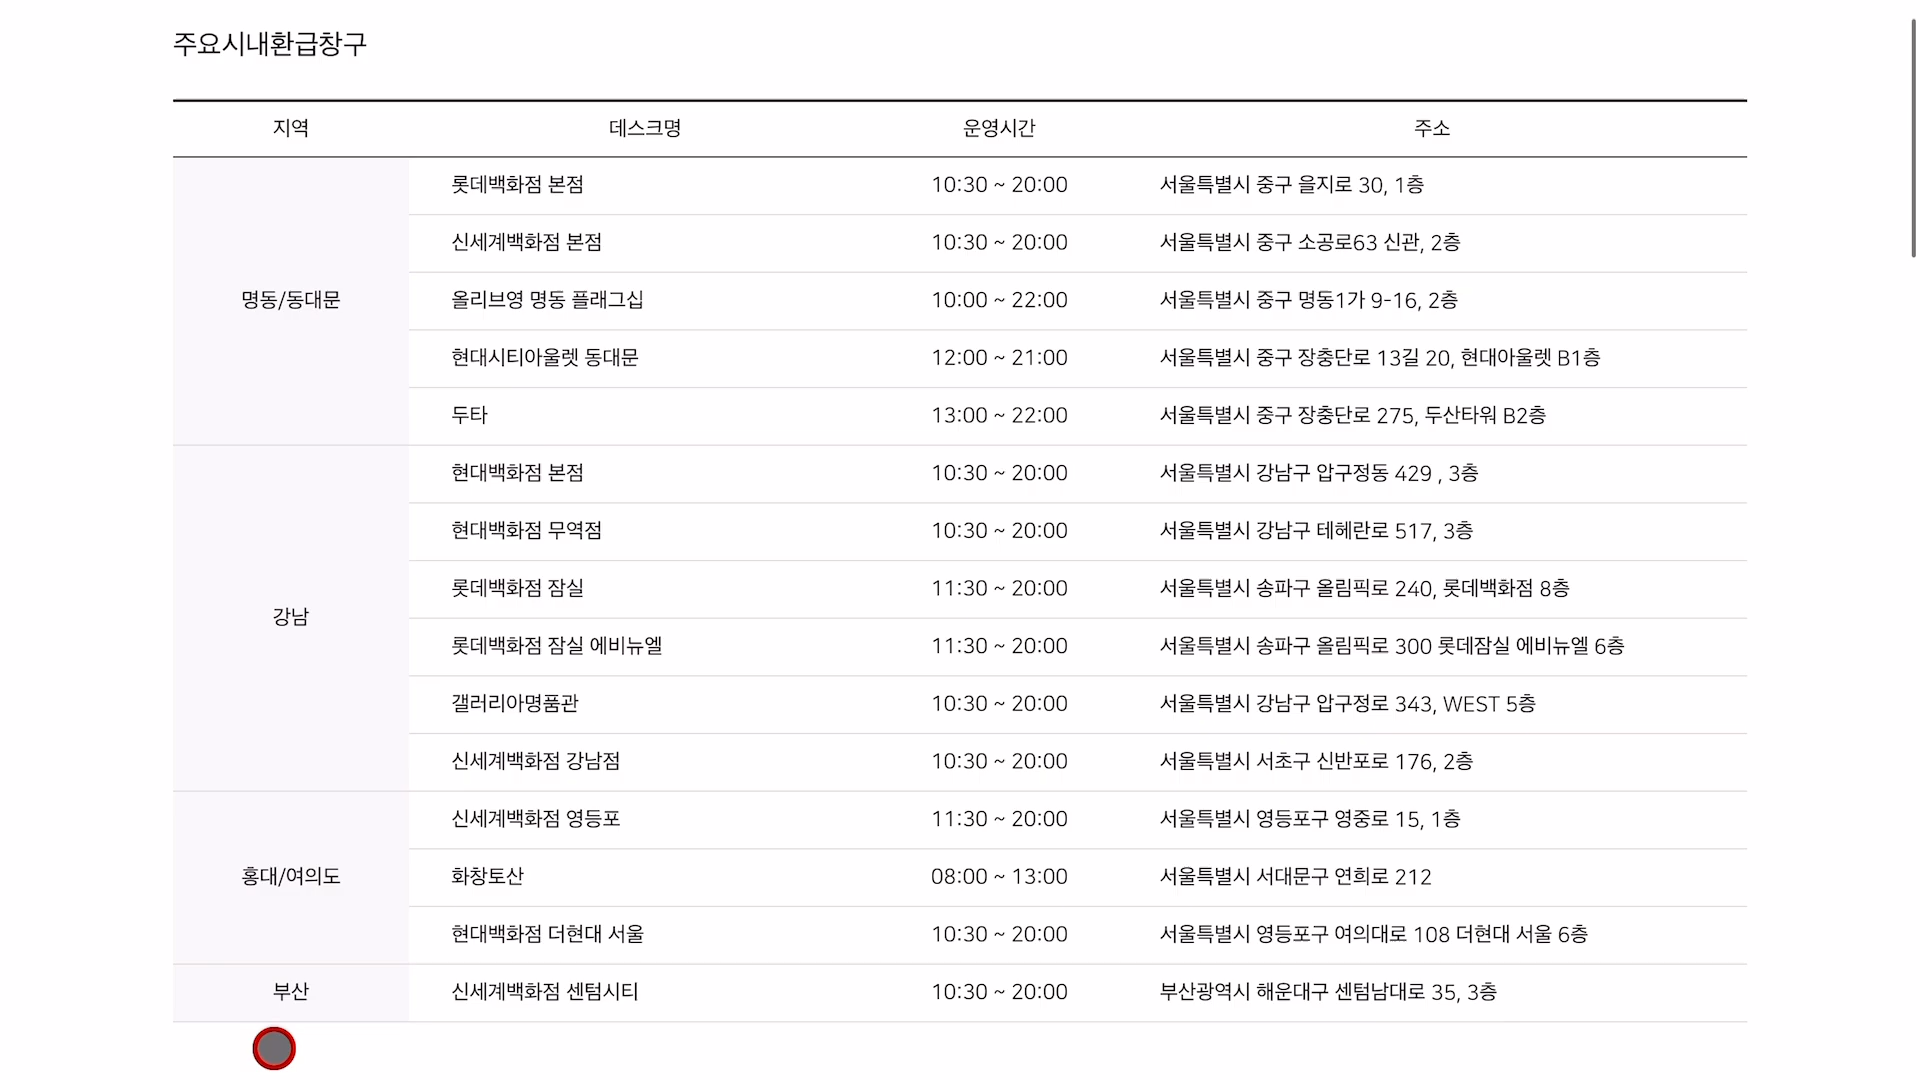 주요시내환급창구
지역 데스크명 운영시간 주소
명동/동대문
롯데백화점 본점 10:30 ~ 20:00 서울특별시 중구 을지로 30, 1층
신세계백화점 본점 10:30 ~ 20:00 서울특별시 중구 소공로63 신관, 2층
올리브영 명동 플래그십 10:00 ~ 22:00 서울특별시 중구 명동1가 9-16, 2층
현대시티아울렛 동대문 12:00 ~ 21:00 서울특별시 중구 장충단로 13길 20, 현대아울렛 B1층
두타 13:00 ~ 22:00 서울특별시 중구 장충단로 275, 두산타워 B2층
강남
현대백화점 본점 10:30 ~ 20:00 서울특별시 강남구 압구정동 429 , 3층
현대백화점 무역점 10:30 ~ 20:00 서울특별시 강남구 테헤란로 517, 3층
롯데백화점 잠실 11:30 ~ 20:00 서울특별시 송파구 올림픽로 240, 롯데백화점 8층
롯데백화점 잠실 에비뉴엘 11:30 ~ 20:00 서울특별시 송파구 올림픽로 300 롯데잠실 에비뉴엘 6층
갤러리아명품관 10:30 ~ 20:00 서울특별시 강남구 압구정로 343, WEST 5층
신세계백화점 강남점 10:30 ~ 20:00 서울특별시 서초구 신반포로 176, 2층
홍대/여의도
신세계백화점 영등포 11:30 ~ 20:00 서울특별시 영등포구 영중로 15, 1층
화창토산 08:00 ~ 13:00 서울특별시 서대문구 연희로 212
현대백화점 더현대 서울 10:30 ~ 20:00 서울특별시 영등포구 여의대로 108 더현대 서울 6층
부산 신세계백화점 센텀시티 10:30 ~ 20:00 부산광역시 해운대구 센텀남대로 35, 3층